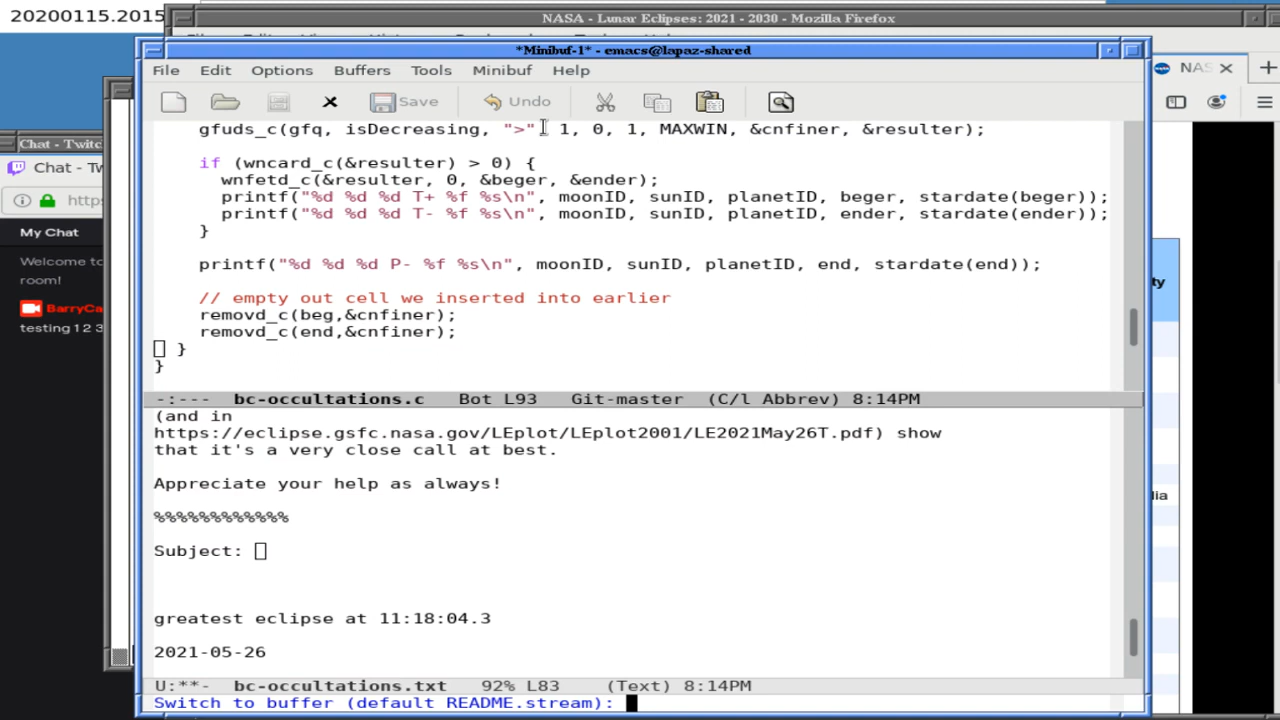 20200115.2015
NASA - Lunar Eclipses: 2021 - 2030 - Mozilla Firefox
*Minibuf-1* - emacs@lapaz-shared
File Edit Options Buffers Tools Minibuf Help
Save Undo
NAS
Chat - Twitc
Chat - Tw
https
My Chat
Welcome to
room!
BarryCa
testing 1 2 3
gfuds_c(gfq, isDecreasing, ">" 1, 0, 1, MAXWIN, &cnfiner, &resulter);
if (wncard_c(&resulter) > 0) {
wnfetd_c(&resulter, 0, &beger, &ender);
printf("%d %d %d T+ %f %s\n", moonID, sunID, planetID, beger, stardate(beger));
printf("%d %d %d T- %f %s\n", moonID, sunID, planetID, ender, stardate(ender));
}
printf("%d %d %d P- %f %s\n", moonID, sunID, planetID, end, stardate(end));
// empty out cell we inserted into earlier
removd_c(beg,&cnfiner);
removd_c(end,&cnfiner);
}
}
-:--- bc-occultations.c Bot L93 Git-master (C/l Abbrev) 8:14PM
(and in
https://eclipse.gsfc.nasa.gov/LEplot/LEplot2001/LE2021May26T.pdf) show
that it's a very close call at best.
Appreciate your help as always!
%%%%%%%%%%%%
Subject:
greatest eclipse at 11:18:04.3
2021-05-26
U:**- bc-occultations.txt 92% L83 (Text) 8:14PM
Switch to buffer (default README.stream):
ty
lia